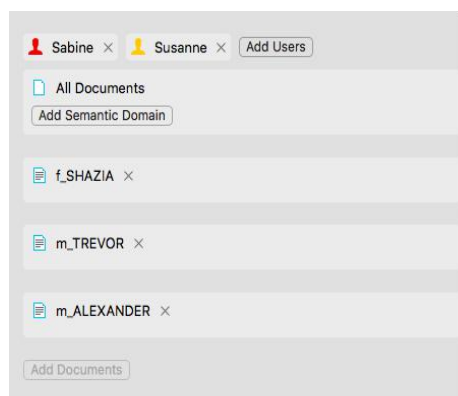 Sabine × Susanne × Add Users
All Documents
Add Semantic Domain
f_SHAZIA ×
m_TREVOR ×
m_ALEXANDER ×
Add Documents